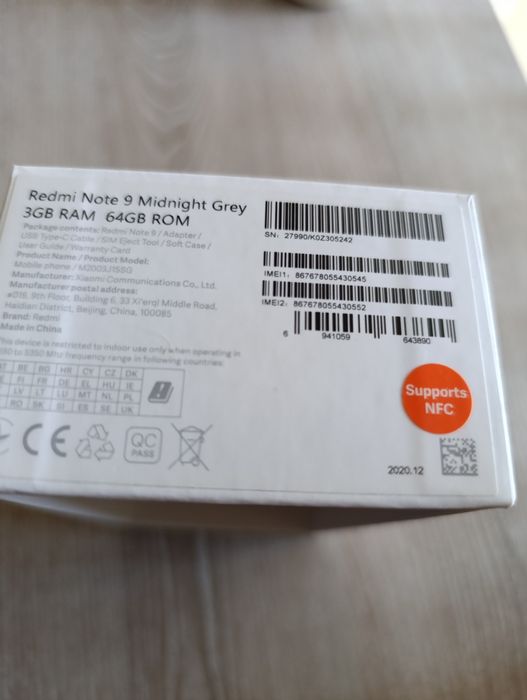 Redmi Note 9 Midnight Grey
3GB RAM 64GB ROM
Package contents: Redmi Note 9 / Adapter /
USB Type-C Cable / SIM Eject Tool / Soft Case /
User Guide / Warranty Card
Product Name / Product Model:
Mobile phone / M2003J15SG
Manufacturer: Xiaomi Communications Co., Ltd.
Manufacturer postal address:
#019, 9th Floor, Building 6, 33 Xi'erqi Middle Road,
Haidian District, Beijing, China, 100085
Brand: Redmi
Made in China
This device is restricted to indoor use only when operating in
to 5350 Mhz frequency range in following countries:
BE BG HR CY CZ DK
FI FR DE EL HU IE
LV LT LU MT NL PL
RO SK SI ES SE UK
CE
QC
PASS
SN: 27990/K0Z305242
IMEI1: 867678055430545
IMEI2: 867678055430552
6 941059 643890
Supports
NFC
2020.12